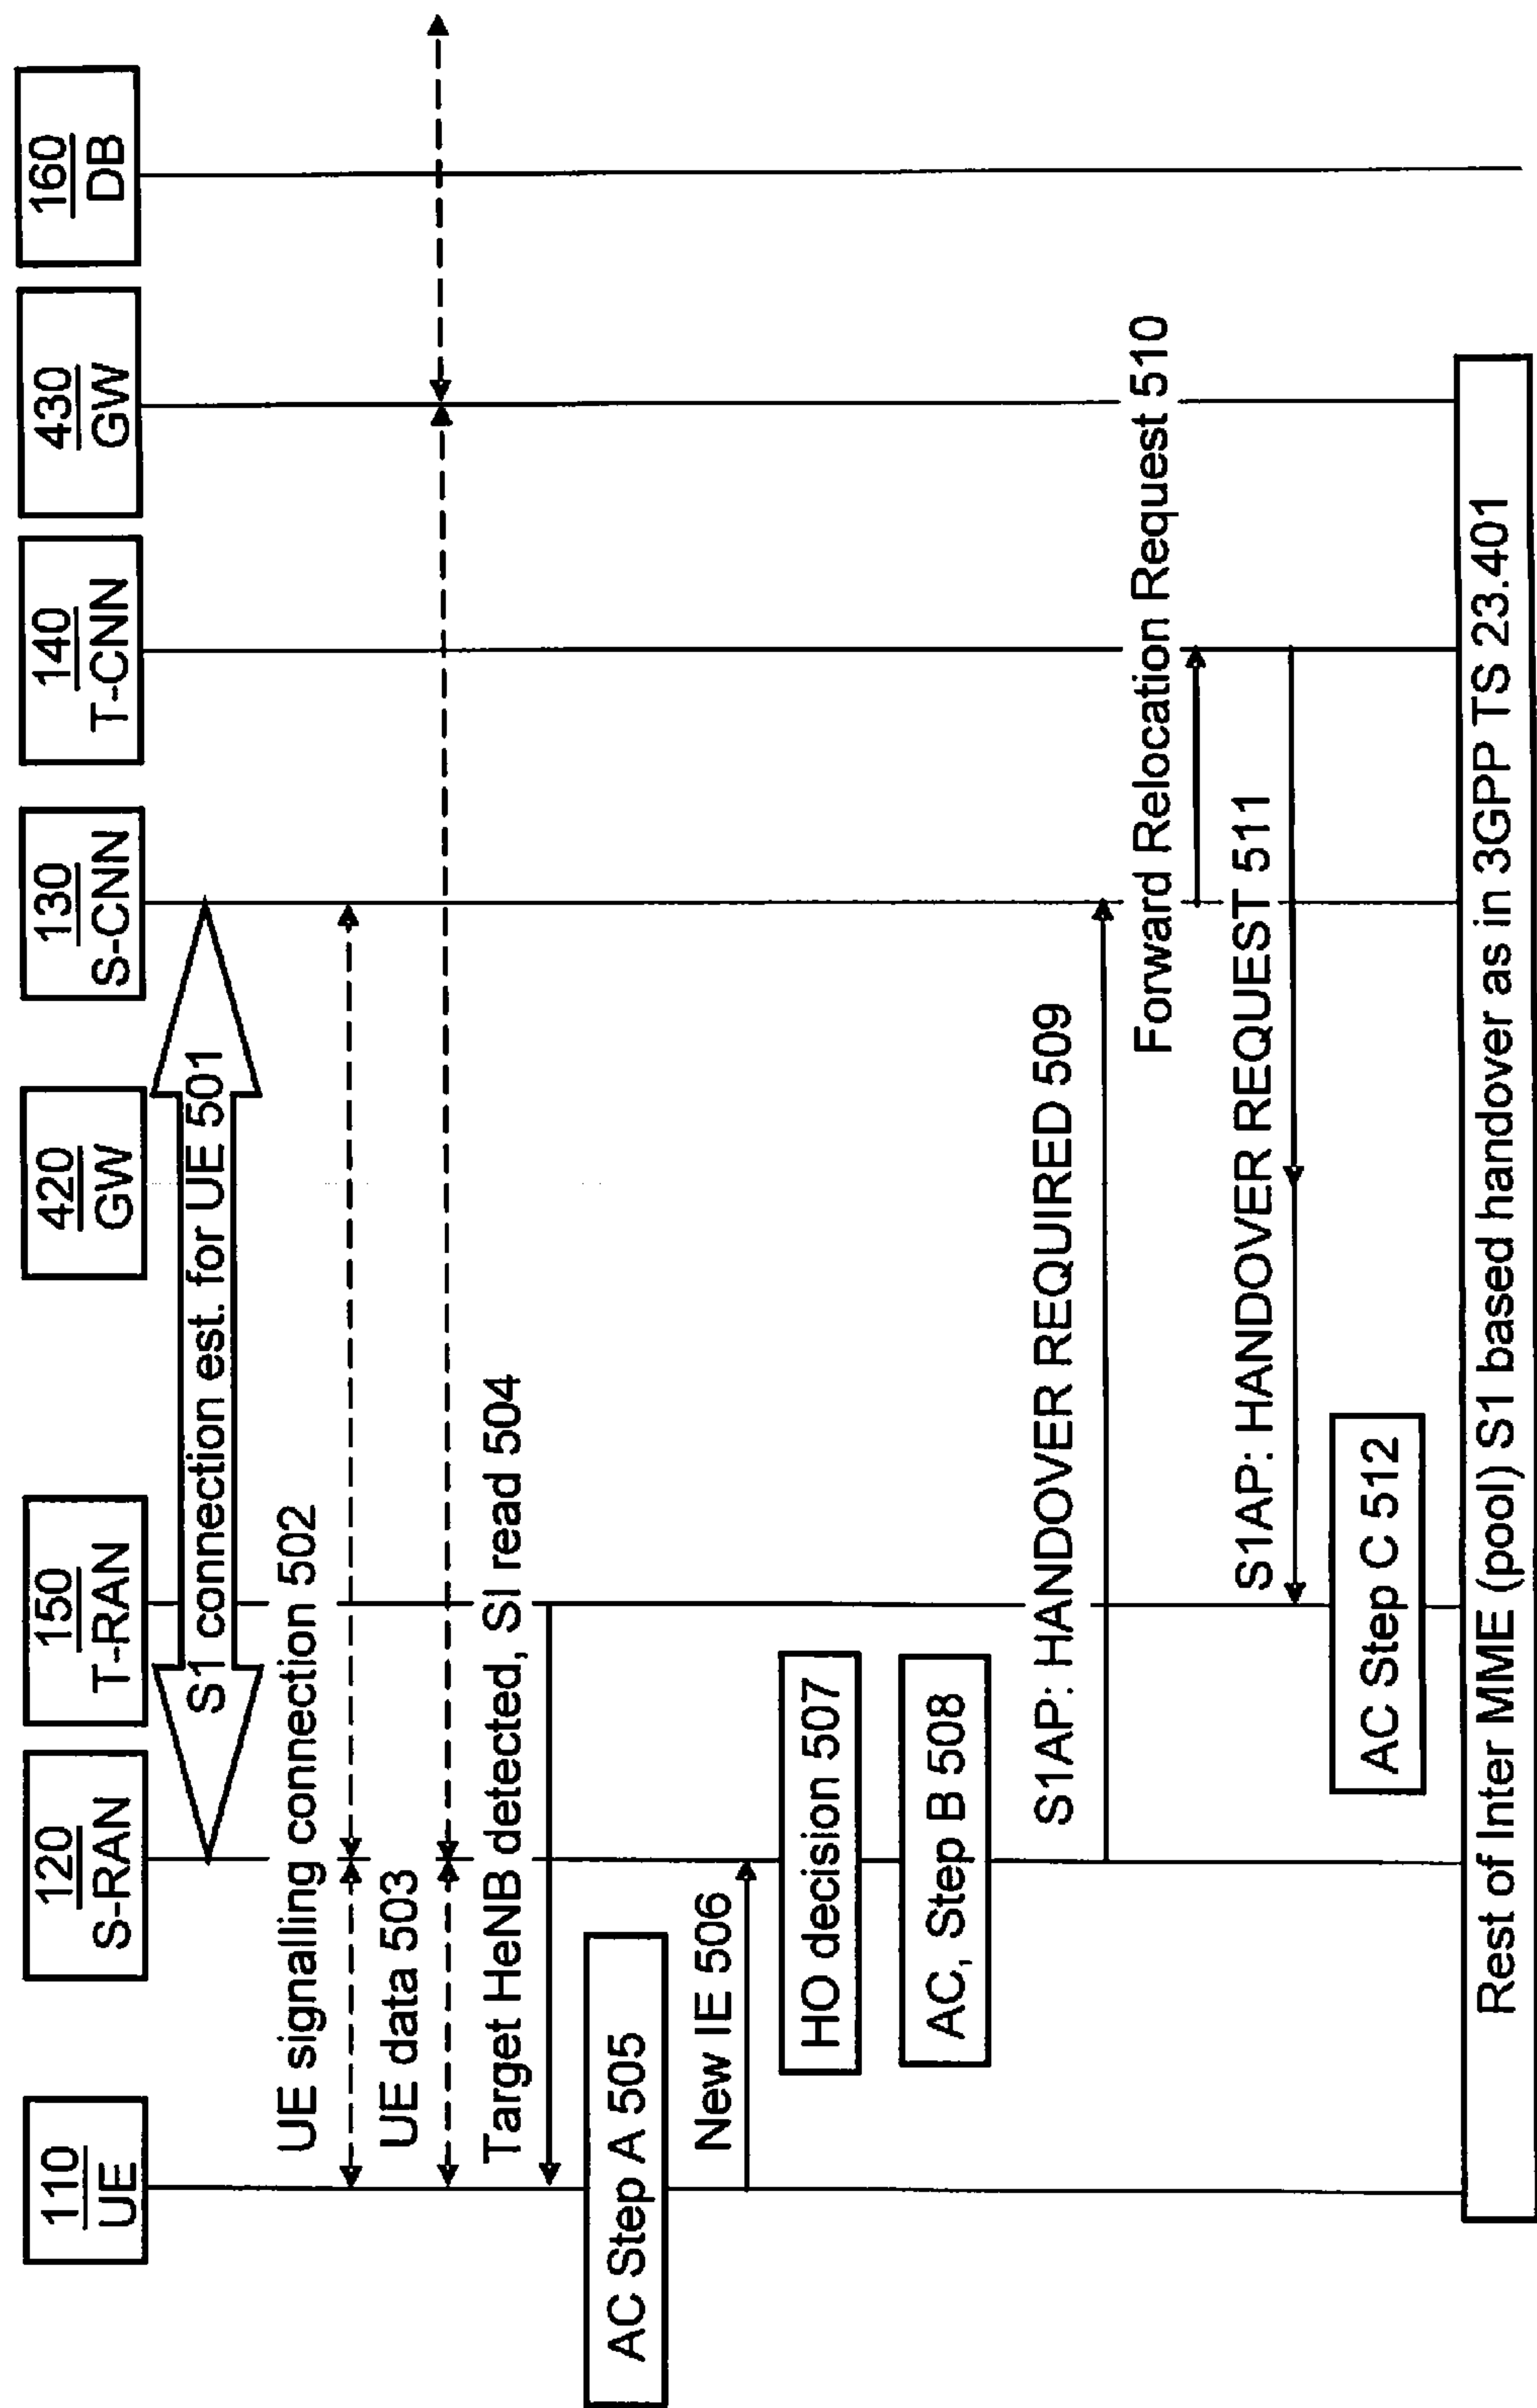 110
UE
120
S-RAN
150
T-RAN
420
GW
130
S-CNN
140
T-CNN
430
GW
160
DB
S1 connection est. for UE 501
UE signalling connection 502
UE data 503
Target HeNB detected, SI read 504
AC Step A 505
New IE 506
HO decision 507
AC, Step B 508
S1AP: HANDOVER REQUIRED 509
Forward Relocation Request 510
S1AP: HANDOVER REQUEST 511
AC Step C 512
Rest of Inter MME (pool) S1 based handover as in 3GPP TS 23.401